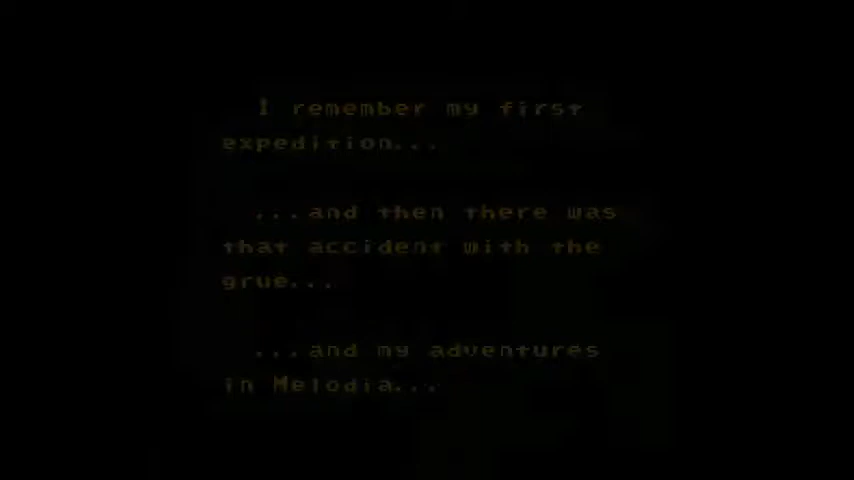 I remember my first
expedition...
...and then there was
that accident with the
grue...
...and my adventures
in Melodia...